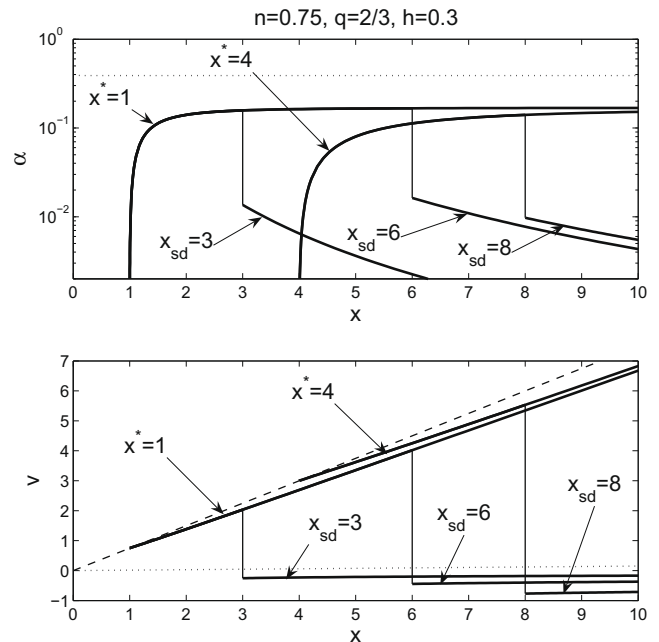 n=0.75, q=2/3, h=0.3
10^0
10^-1
10^-2
α
x^*=1
x^*=4
x_sd=3
x_sd=6
x_sd=8
0 1 2 3 4 5 6 7 8 9 10
x
7
6
5
4
3
2
1
0
−1
v
x^*=4
x^*=1
x_sd=3
x_sd=6
x_sd=8
0 1 2 3 4 5 6 7 8 9 10
x